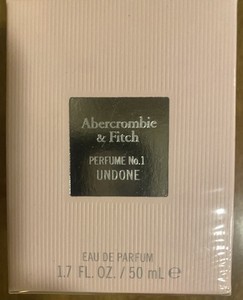 Abercrombie
& Fitch
PERFUME No.1
UNDONE
EAU DE PARFUM
1.7 FL. OZ. / 50 mL ℮